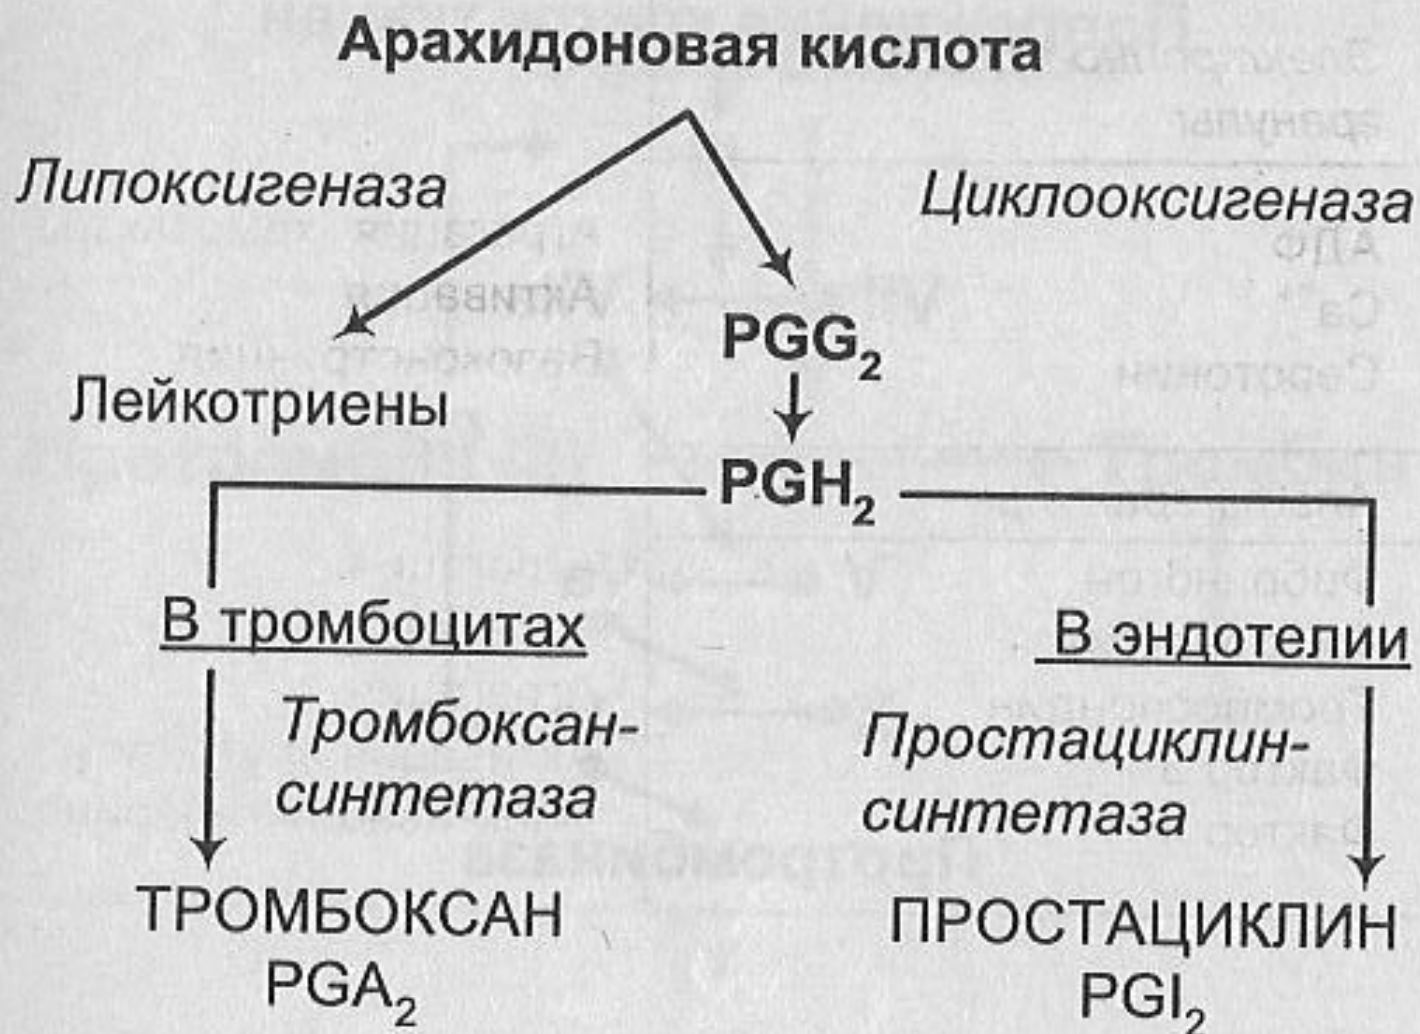 Арахидоновая кислота
Липоксигеназа
Циклооксигеназа
PGG₂
Лейкотриены
PGH₂
В тромбоцитах
В эндотелии
Тромбоксан-
синтетаза
Простациклин-
синтетаза
ТРОМБОКСАН
PGA₂
ПРОСТАЦИКЛИН
PGI₂